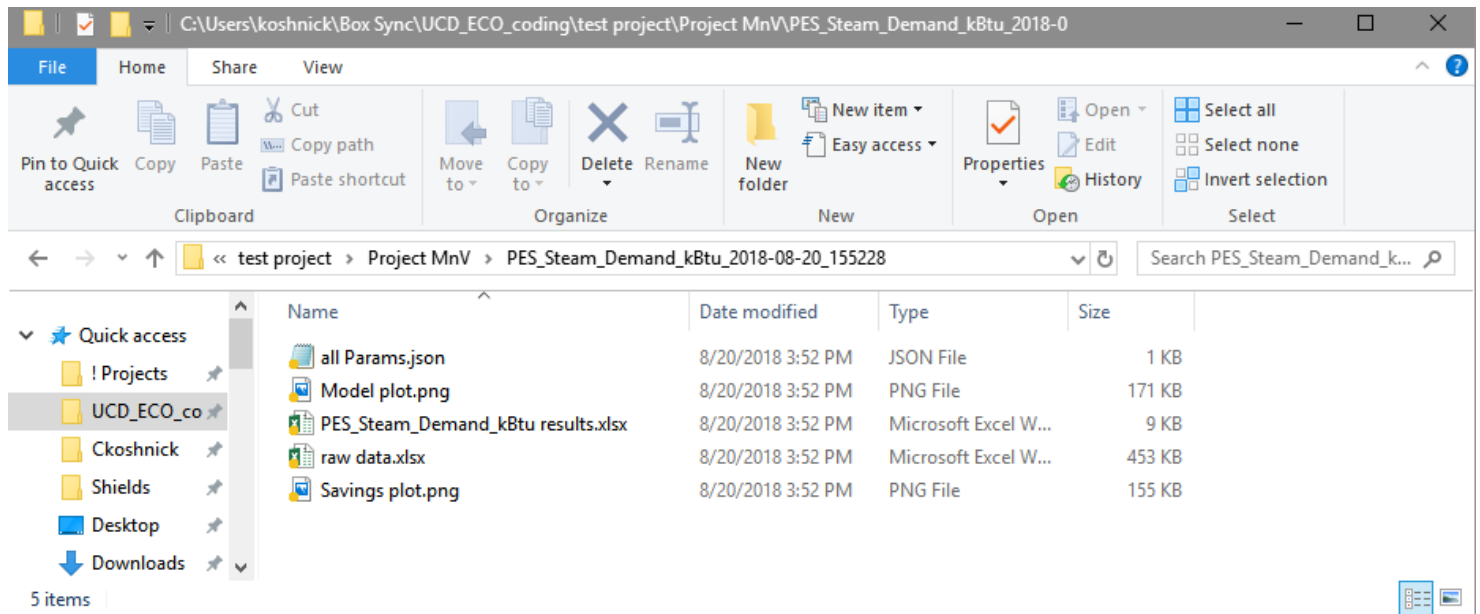 C:\Users\koshnick\Box Sync\UCD_ECO_coding\test project\Project MnV\PES_Steam_Demand_kBtu_2018-0
File Home Share View
Pin to Quick access
Copy
Paste
Cut
Copy path
Paste shortcut
Clipboard
Move to
Copy to
Delete
Rename
Organize
New folder
New item
Easy access
New
Properties
Open
Edit
History
Open
Select all
Select none
Invert selection
Select
« test project > Project MnV > PES_Steam_Demand_kBtu_2018-08-20_155228
Search PES_Steam_Demand_k...
Name Date modified Type Size
Quick access
! Projects
UCD_ECO_co
Ckoshnick
Shields
Desktop
Downloads
all Params.json 8/20/2018 3:52 PM JSON File 1 KB
Model plot.png 8/20/2018 3:52 PM PNG File 171 KB
PES_Steam_Demand_kBtu results.xlsx 8/20/2018 3:52 PM Microsoft Excel W... 9 KB
raw data.xlsx 8/20/2018 3:52 PM Microsoft Excel W... 453 KB
Savings plot.png 8/20/2018 3:52 PM PNG File 155 KB
5 items